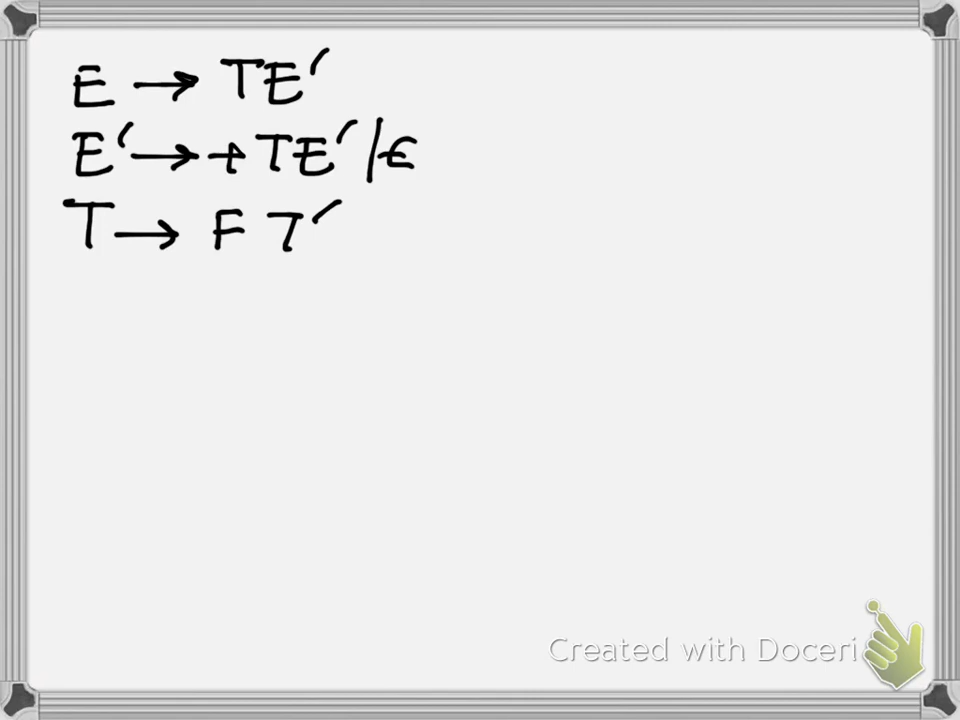 E → TE′
E′ → +TE′/ϵ
T → FT′
Created with Doceri